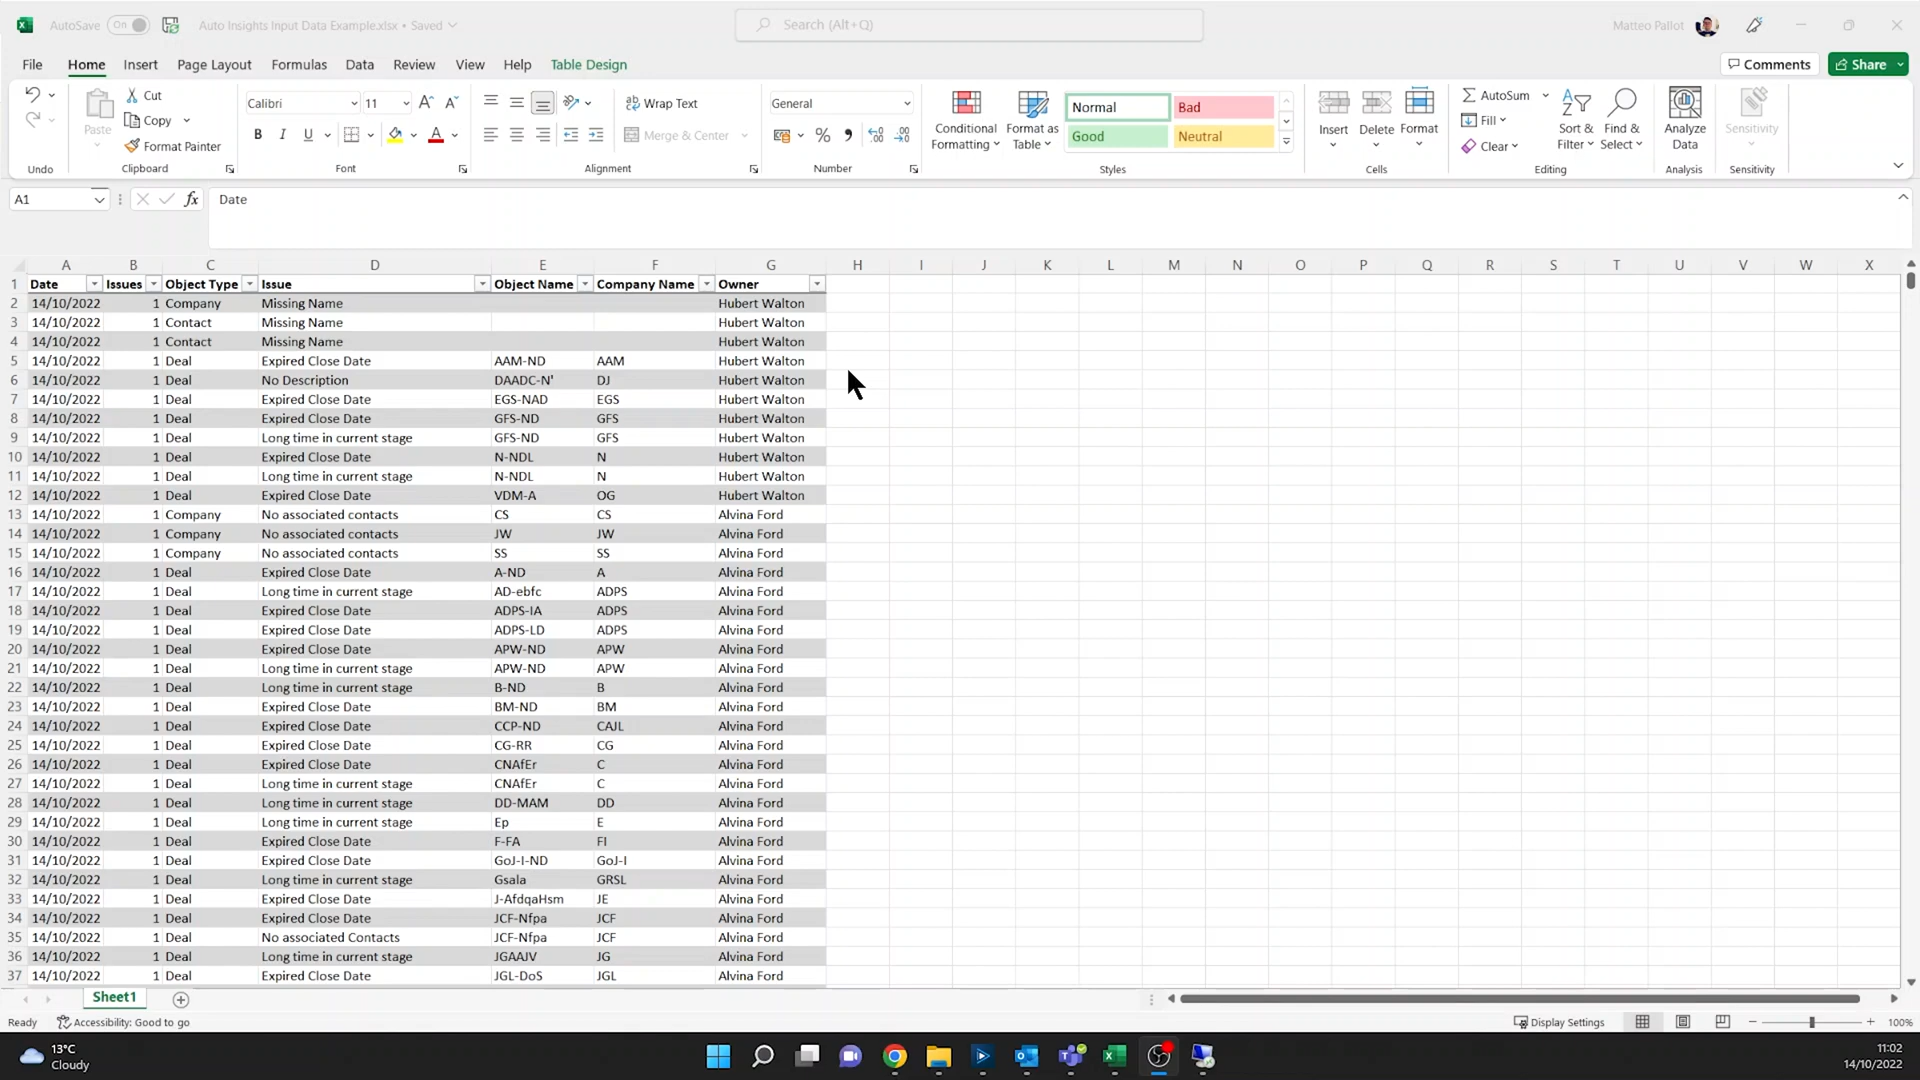 AutoSave On Auto Insights Input Data Example.xlsx • Saved Search (Alt+Q) Matteo Pallot
File Home Insert Page Layout Formulas Data Review View Help Table Design Comments Share
Cut
Copy
Format Painter
Paste
Undo Clipboard
Calibri 11
B I U A
Font
Wrap Text
Merge & Center
Alignment
General
%
Number
Conditional Formatting
Format as Table
Normal Bad
Good Neutral
Styles
Insert Delete Format
Cells
AutoSum
Fill
Clear
Sort & Filter
Find & Select
Editing
Analyze Data
Analysis
Sensitivity
Sensitivity
A1 fx Date
A B C D E F G H I J K L M N O P Q R S T U V W X
1 Date Issues Object Type Issue Object Name Company Name Owner
2 14/10/2022 1 Company Missing Name Hubert Walton
3 14/10/2022 1 Contact Missing Name Hubert Walton
4 14/10/2022 1 Contact Missing Name Hubert Walton
5 14/10/2022 1 Deal Expired Close Date AAM-ND AAM Hubert Walton
6 14/10/2022 1 Deal No Description DAADC-N' DJ Hubert Walton
7 14/10/2022 1 Deal Expired Close Date EGS-NAD EGS Hubert Walton
8 14/10/2022 1 Deal Expired Close Date GFS-ND GFS Hubert Walton
9 14/10/2022 1 Deal Long time in current stage GFS-ND GFS Hubert Walton
10 14/10/2022 1 Deal Expired Close Date N-NDL N Hubert Walton
11 14/10/2022 1 Deal Long time in current stage N-NDL N Hubert Walton
12 14/10/2022 1 Deal Expired Close Date VDM-A OG Hubert Walton
13 14/10/2022 1 Company No associated contacts CS CS Alvina Ford
14 14/10/2022 1 Company No associated contacts JW JW Alvina Ford
15 14/10/2022 1 Company No associated contacts SS SS Alvina Ford
16 14/10/2022 1 Deal Expired Close Date A-ND A Alvina Ford
17 14/10/2022 1 Deal Long time in current stage AD-ebfc ADPS Alvina Ford
18 14/10/2022 1 Deal Expired Close Date ADPS-IA ADPS Alvina Ford
19 14/10/2022 1 Deal Expired Close Date ADPS-LD ADPS Alvina Ford
20 14/10/2022 1 Deal Expired Close Date APW-ND APW Alvina Ford
21 14/10/2022 1 Deal Long time in current stage APW-ND APW Alvina Ford
22 14/10/2022 1 Deal Long time in current stage B-ND B Alvina Ford
23 14/10/2022 1 Deal Expired Close Date BM-ND BM Alvina Ford
24 14/10/2022 1 Deal Expired Close Date CCP-ND CAJL Alvina Ford
25 14/10/2022 1 Deal Expired Close Date CG-RR CG Alvina Ford
26 14/10/2022 1 Deal Expired Close Date CNAfEr C Alvina Ford
27 14/10/2022 1 Deal Long time in current stage CNAfEr C Alvina Ford
28 14/10/2022 1 Deal Long time in current stage DD-MAM DD Alvina Ford
29 14/10/2022 1 Deal Long time in current stage Ep E Alvina Ford
30 14/10/2022 1 Deal Expired Close Date F-FA FI Alvina Ford
31 14/10/2022 1 Deal Expired Close Date GoJ-I-ND GoJ-I Alvina Ford
32 14/10/2022 1 Deal Long time in current stage Gsala GRSL Alvina Ford
33 14/10/2022 1 Deal Expired Close Date J-AfdqaHsm JE Alvina Ford
34 14/10/2022 1 Deal Expired Close Date JCF-Nfpa JCF Alvina Ford
35 14/10/2022 1 Deal No associated Contacts JCF-Nfpa JCF Alvina Ford
36 14/10/2022 1 Deal Long time in current stage JGAAJV JG Alvina Ford
37 14/10/2022 1 Deal Expired Close Date JGL-DoS JGL Alvina Ford
Sheet1
Ready Accessibility: Good to go Display Settings 100%
13°C
Cloudy
11:02
14/10/2022